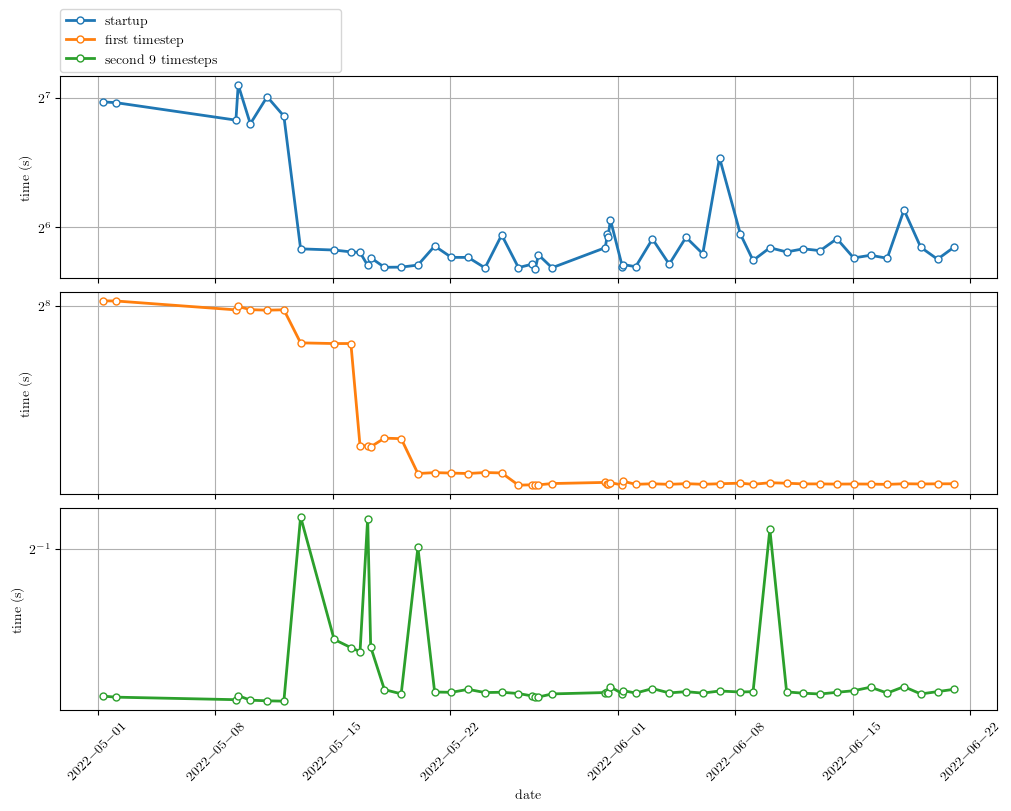 startup
first timestep
second 9 timesteps
2^7
time (s)
2^6
2^8
time (s)
2^−1
time (s)
2022−05−01
2022−05−08
2022−05−15
2022−05−22
2022−06−01
2022−06−08
2022−06−15
2022−06−22
date